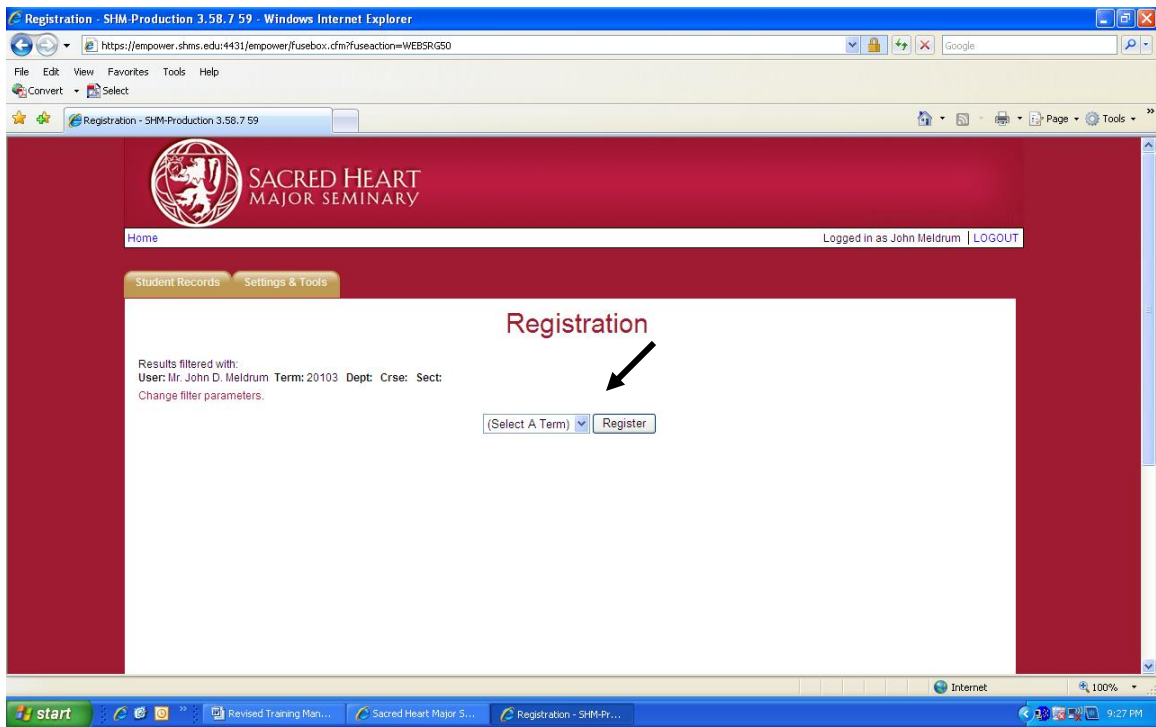 Registration - SHM-Production 3.58.7 59 - Windows Internet Explorer
https://empower.shms.edu:4431/empower/fusebox.cfm?fuseaction=WEBSRG50
Google
File Edit View Favorites Tools Help
Convert Select
Registration - SHM-Production 3.58.7 59
Page Tools »
SACRED HEART
MAJOR SEMINARY
Home Logged in as John Meldrum | LOGOUT
Student Records Settings & Tools
Registration
Results filtered with:
User: Mr. John D. Meldrum Term: 20103 Dept: Crse: Sect:
Change filter parameters.
(Select A Term) Register
Internet 100%
start » Revised Training Man... Sacred Heart Major S... Registration - SHM-Pr... 9:27 PM